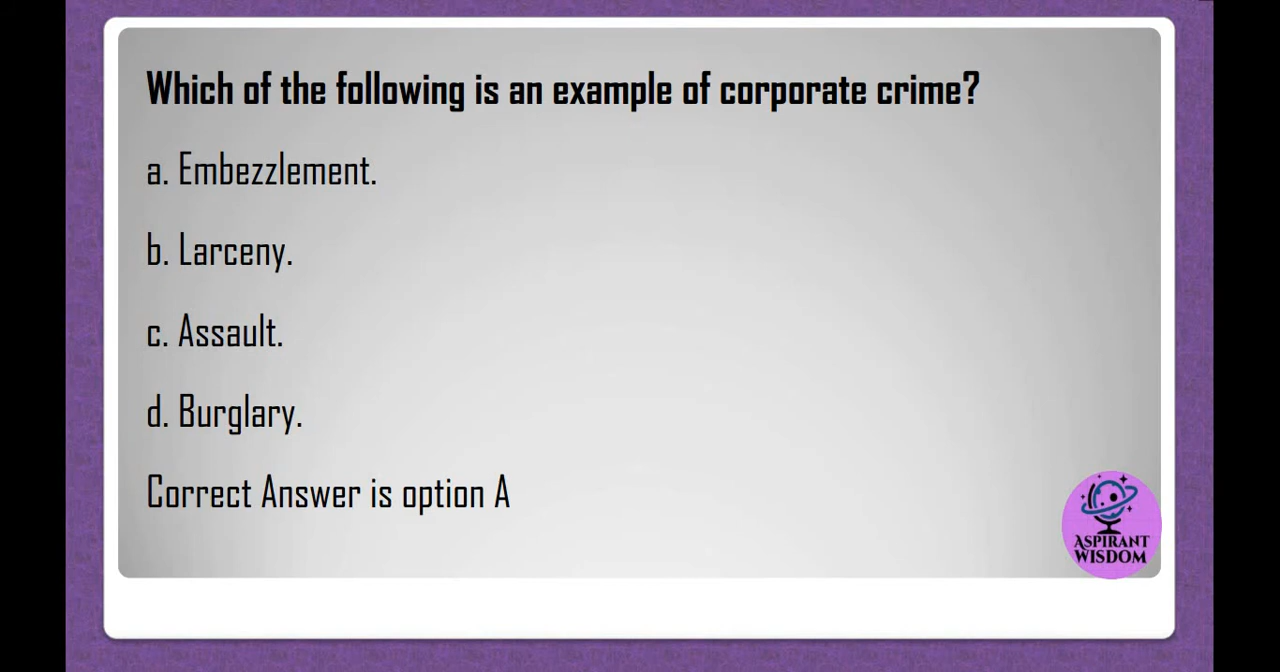 Which of the following is an example of corporate crime?
a. Embezzlement.
b. Larceny.
c. Assault.
d. Burglary.
Correct Answer is option A
ASPIRANT
WISDOM